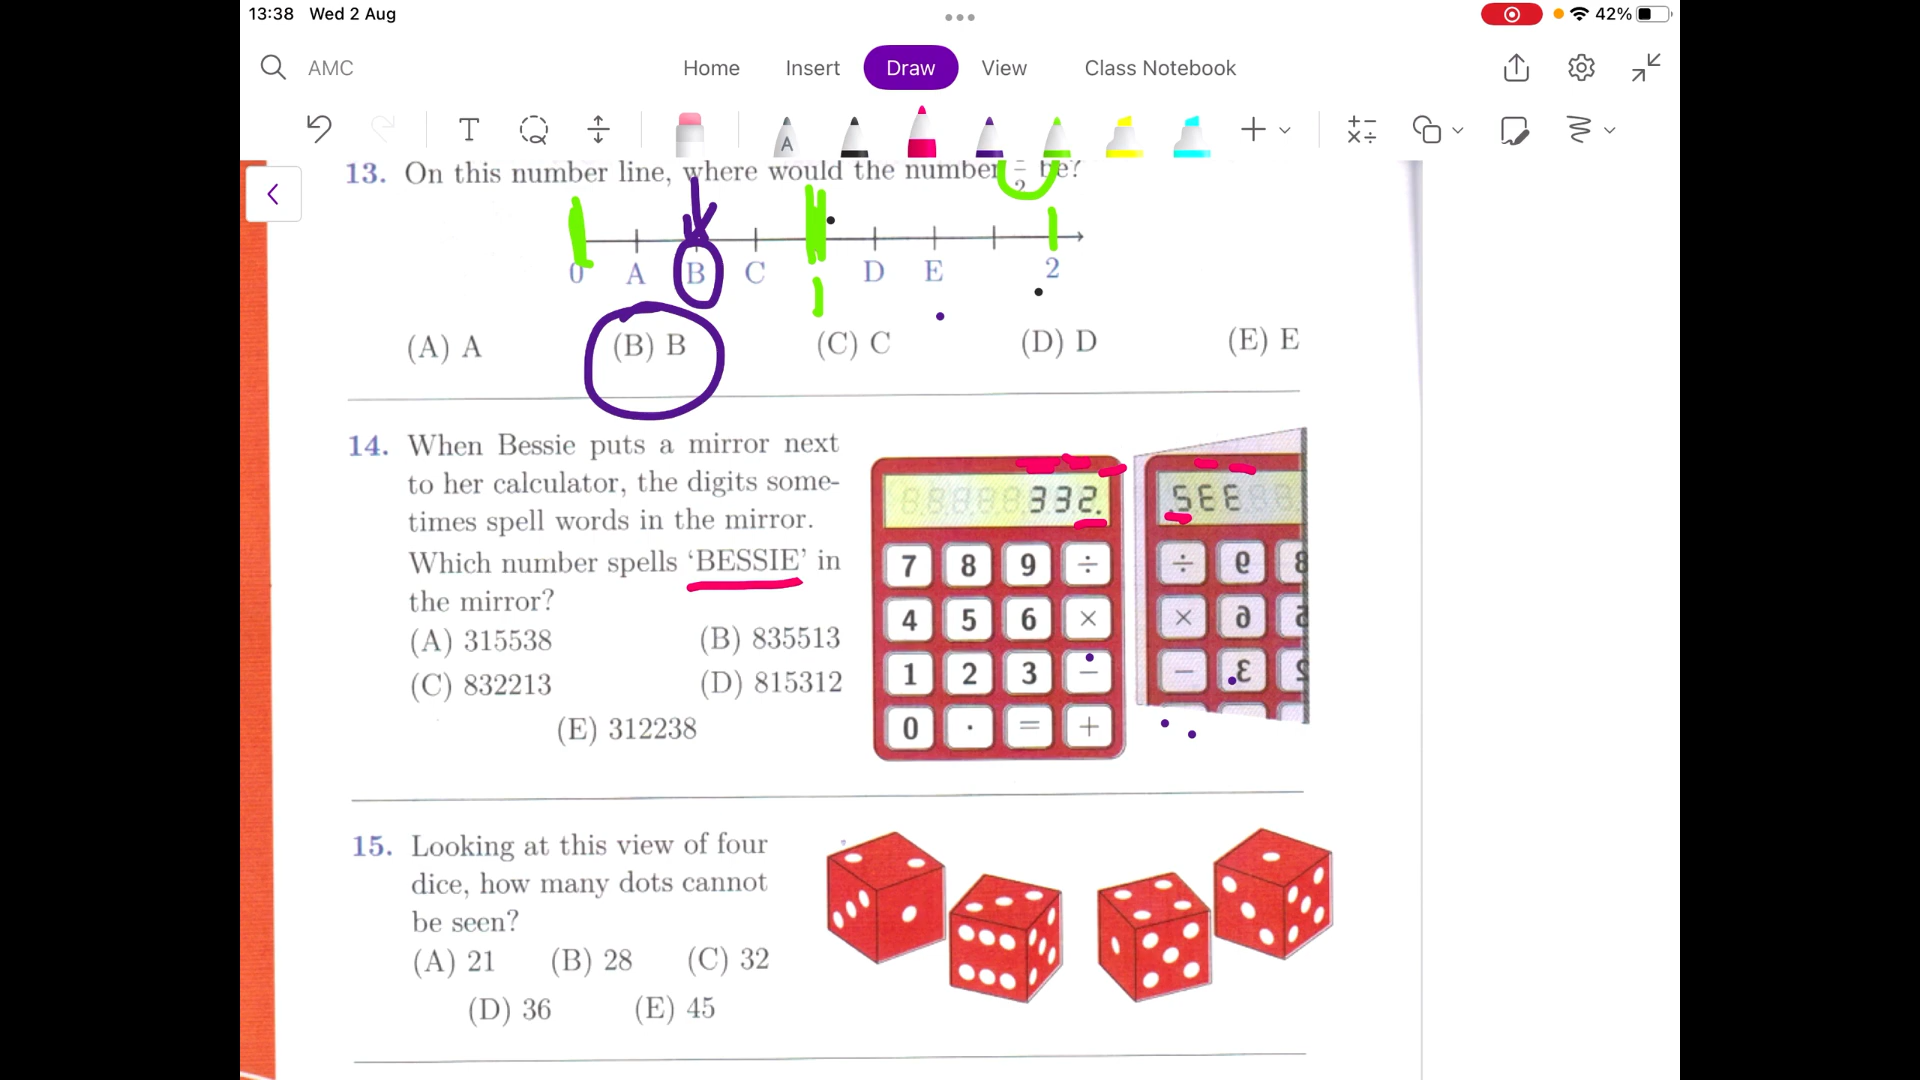 13:38 Wed 2 Aug
42%
AMC
Home Insert Draw View Class Notebook
T
A
13. On this number line, where would the number be?
2
0 A B C D E 2
(A) A (B) B (C) C (D) D (E) E
14. When Bessie puts a mirror next
to her calculator, the digits some-
times spell words in the mirror.
Which number spells ‘BESSIE’ in
the mirror?
(A) 315538 (B) 835513
(C) 832213 (D) 815312
(E) 312238
332.
7 8 9 ÷
4 5 6 ×
1 2 3 −
0 · = +
15. Looking at this view of four
dice, how many dots cannot
be seen?
(A) 21 (B) 28 (C) 32
(D) 36 (E) 45